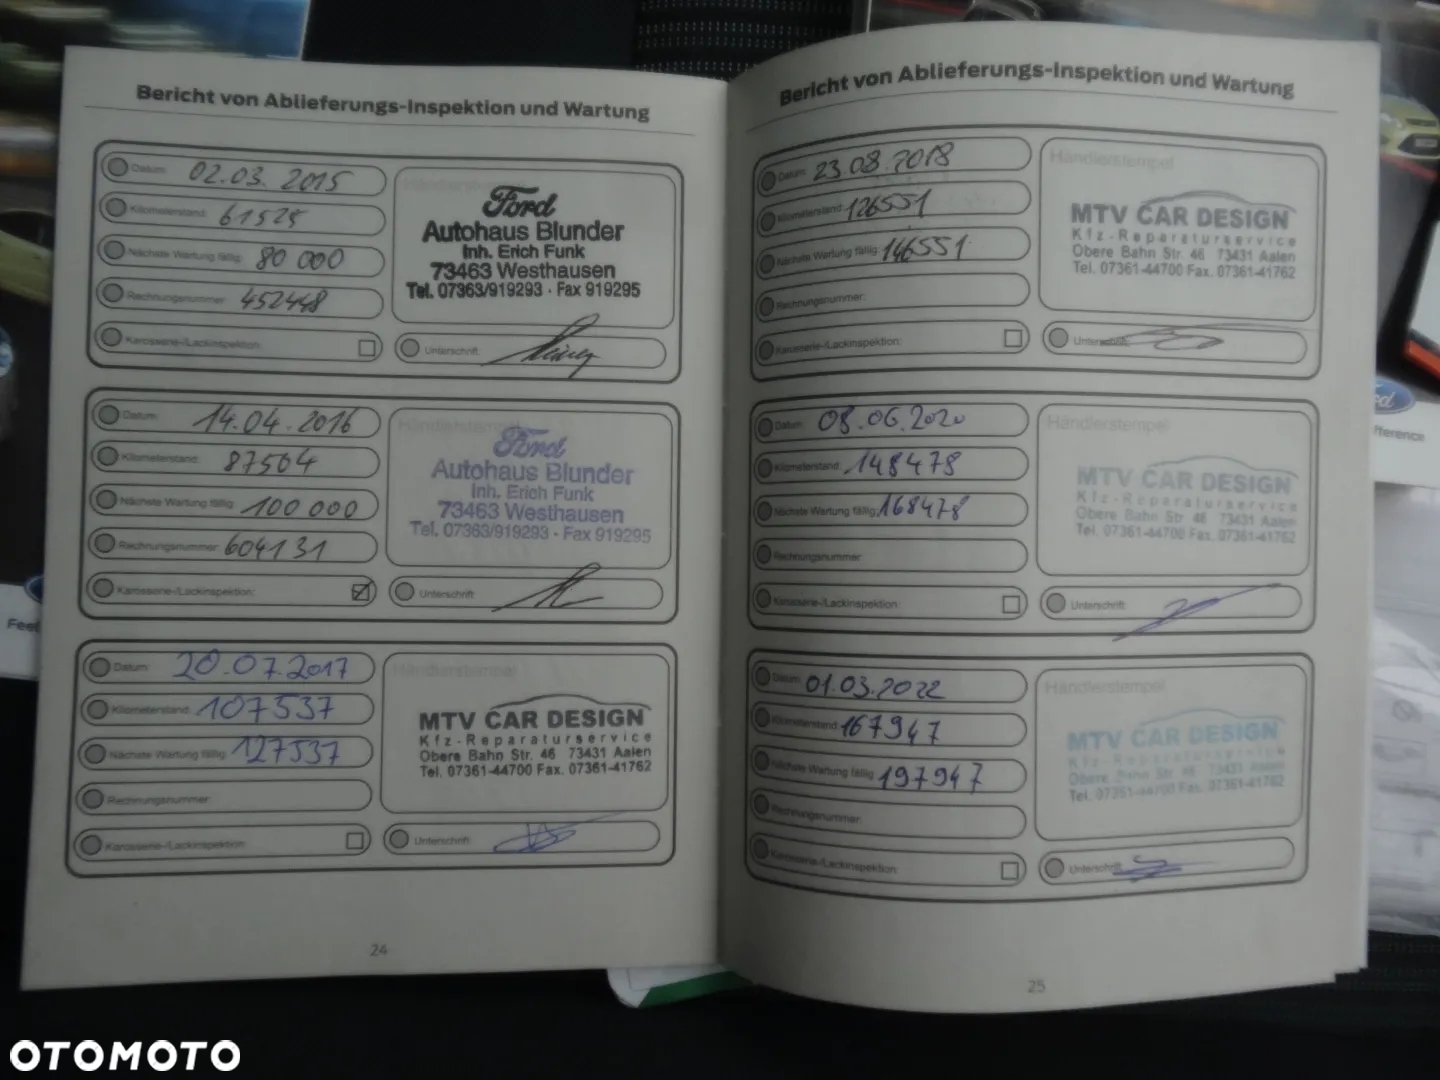 Bericht von Ablieferungs-Inspektion und Wartung
Datum: 02.03.2015
Kilometerstand: 61525
Nächste Wartung fällig: 80 000
Rechnungsnummer: 452448
Karosserie-/Lackinspektion:
Händlerstempel
Ford
Autohaus Blunder
Inh. Erich Funk
73463 Westhausen
Tel. 07363/919293 · Fax 919295
Unterschrift:
Datum: 14.04.2016
Kilometerstand: 87504
Nächste Wartung fällig: 100 000
Rechnungsnummer: 604131
Karosserie-/Lackinspektion:
Händlerstempel
Ford
Autohaus Blunder
Inh. Erich Funk
73463 Westhausen
Tel. 07363/919293 - Fax 919295
Unterschrift:
Datum: 20.07.2017
Kilometerstand: 107537
Nächste Wartung fällig: 127537
Rechnungsnummer:
Karosserie-/Lackinspektion:
Händlerstempel
MTV CAR DESIGN
Kfz-Reparaturservice
Obere Bahn Str. 46 73431 Aalen
Tel. 07361-44700 Fax. 07361-41762
Unterschrift:
24
Bericht von Ablieferungs-Inspektion und Wartung
Datum: 23.08.2018
Kilometerstand: 126551
Nächste Wartung fällig: 146551
Rechnungsnummer:
Karosserie-/Lackinspektion:
Händlerstempel
MTV CAR DESIGN
Kfz-Reparaturservice
Obere Bahn Str. 46 73431 Aalen
Tel. 07361-44700 Fax. 07361-41762
Unterschrift:
Datum: 08.06.2020
Kilometerstand: 148478
Nächste Wartung fällig: 168478
Rechnungsnummer:
Karosserie-/Lackinspektion:
Händlerstempel
MTV CAR DESIGN
Kfz-Reparaturservice
Obere Bahn Str. 46 73431 Aalen
Tel. 07361-44700 Fax. 07361-41762
Unterschrift:
Datum: 01.03.2022
Kilometerstand: 167947
Nächste Wartung fällig: 197947
Rechnungsnummer:
Karosserie-/Lackinspektion:
Händlerstempel
MTV CAR DESIGN
Kfz-Reparaturservice
Obere Bahn Str. 46 73431 Aalen
Tel. 07361-44700 Fax. 07361-41762
Unterschrift:
25
Feel
fference
OTOMOTO